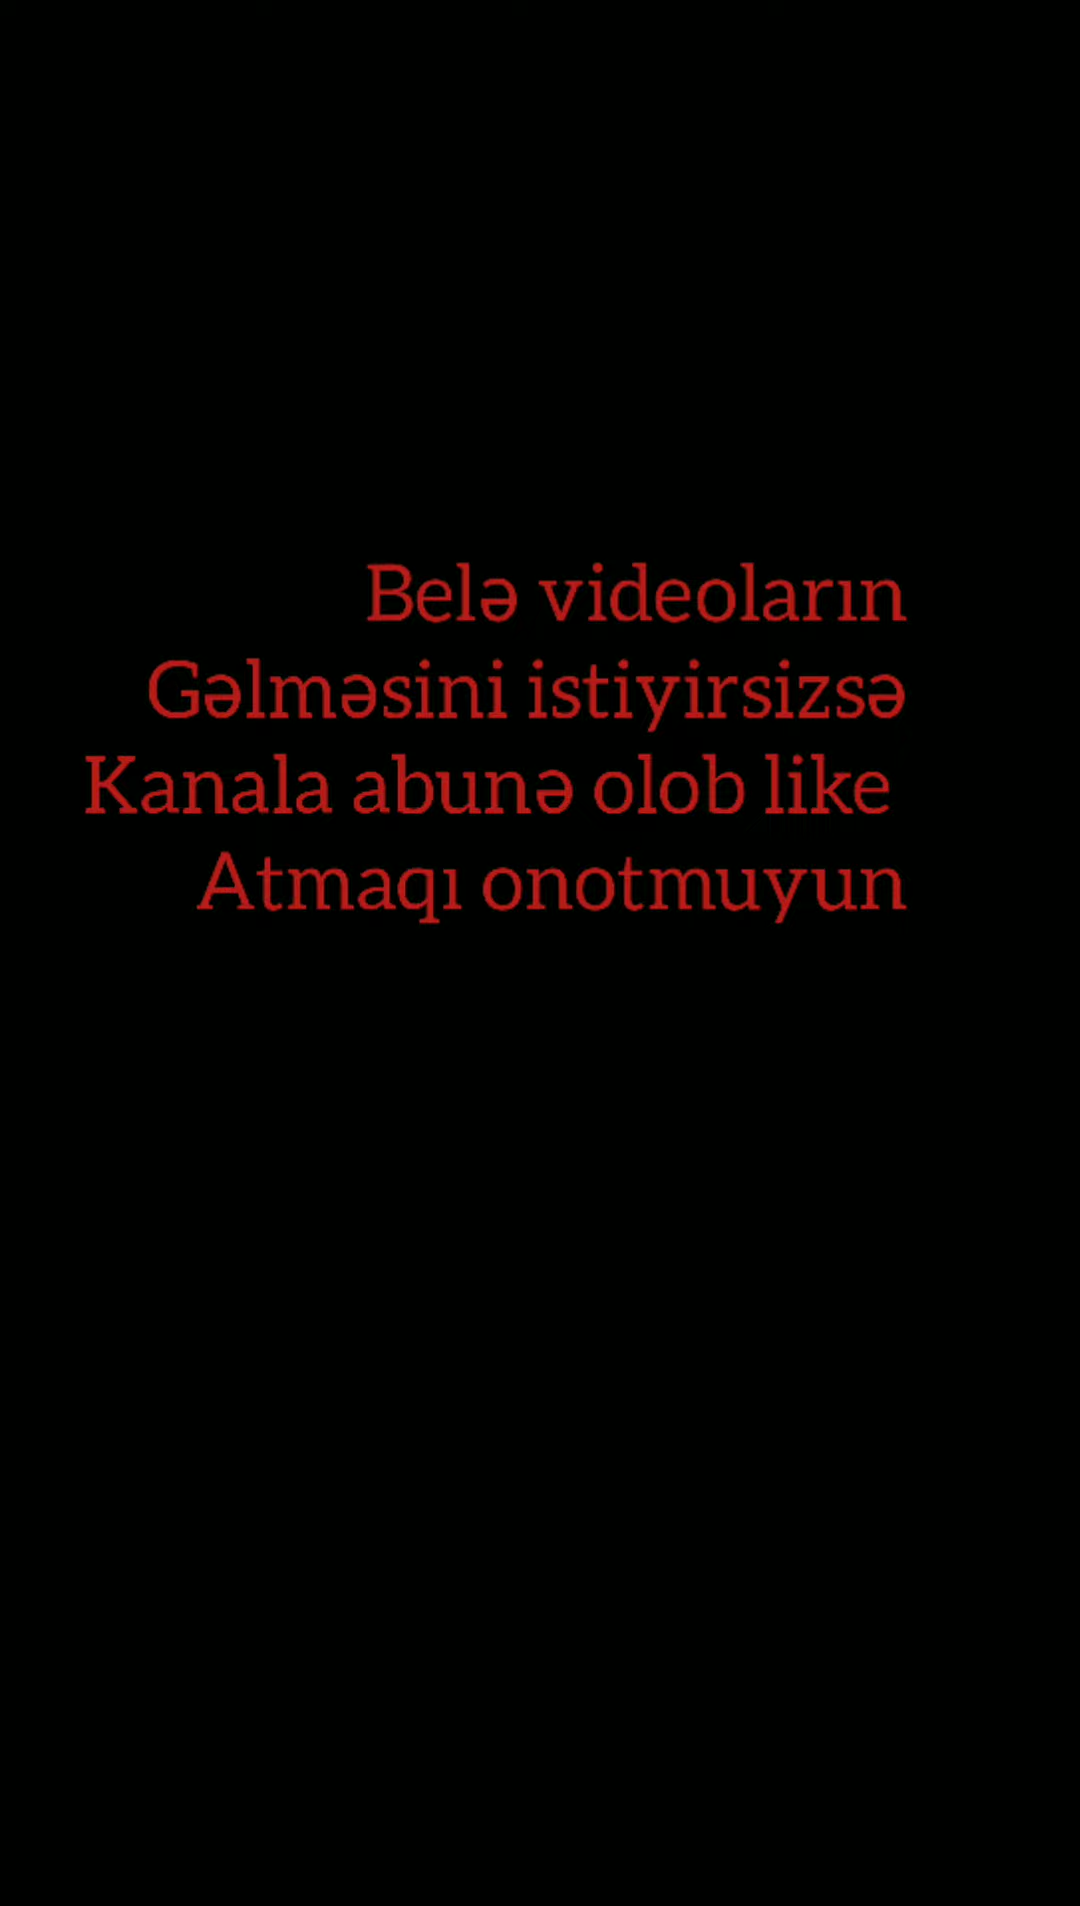 Belə videoların
Gəlməsini istiyirsizsə
Kanala abunə olob like
Atmaqı onotmuyun